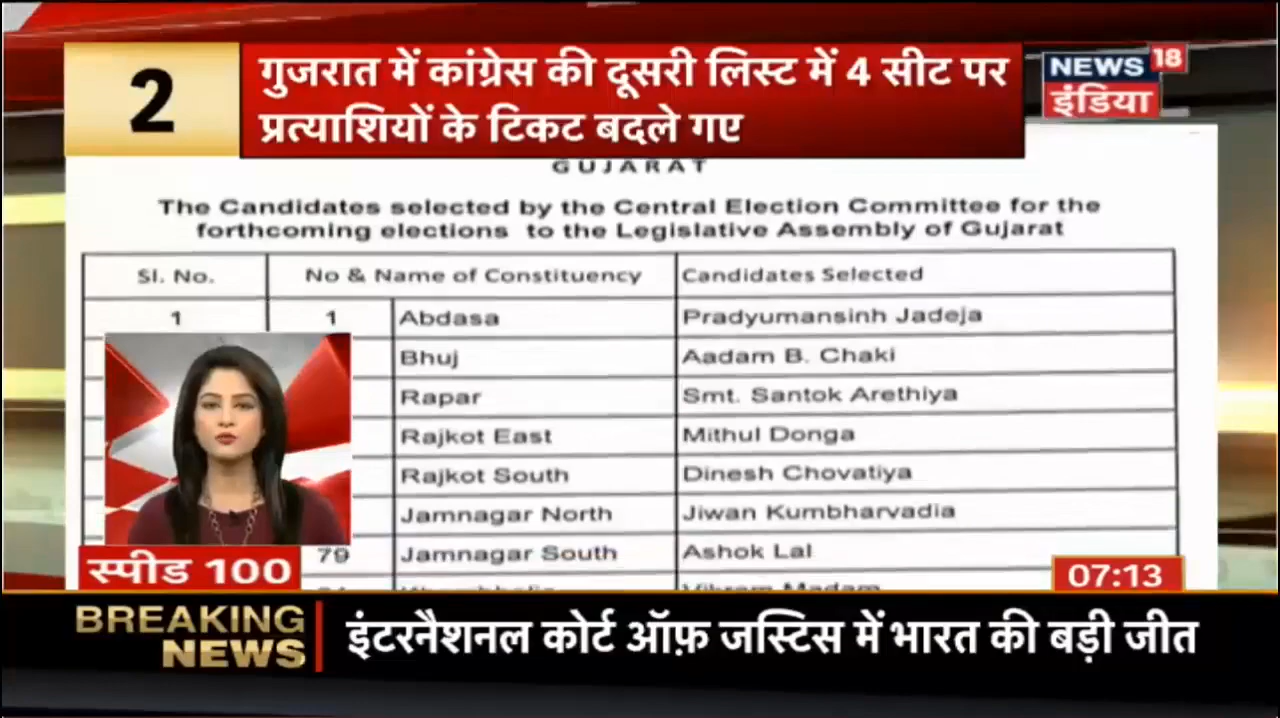 2
गुजरात में कांग्रेस की दूसरी लिस्ट में 4 सीट पर
प्रत्याशियों के टिकट बदले गए
NEWS 18
इंडिया
GUJARAT
The Candidates selected by the Central Election Committee for the
forthcoming elections to the Legislative Assembly of Gujarat
Sl. No. No & Name of Constituency Candidates Selected
1 1 Abdasa Pradyumansinh Jadeja
Bhuj Aadam B. Chaki
Rapar Smt. Santok Arethiya
Rajkot East Mithul Donga
Rajkot South Dinesh Chovatiya
Jamnagar North Jiwan Kumbharvadia
79 Jamnagar South Ashok Lal
स्पीड 100
07:13
BREAKING
NEWS
इंटरनैशनल कोर्ट ऑफ़ जस्टिस में भारत की बड़ी जीत